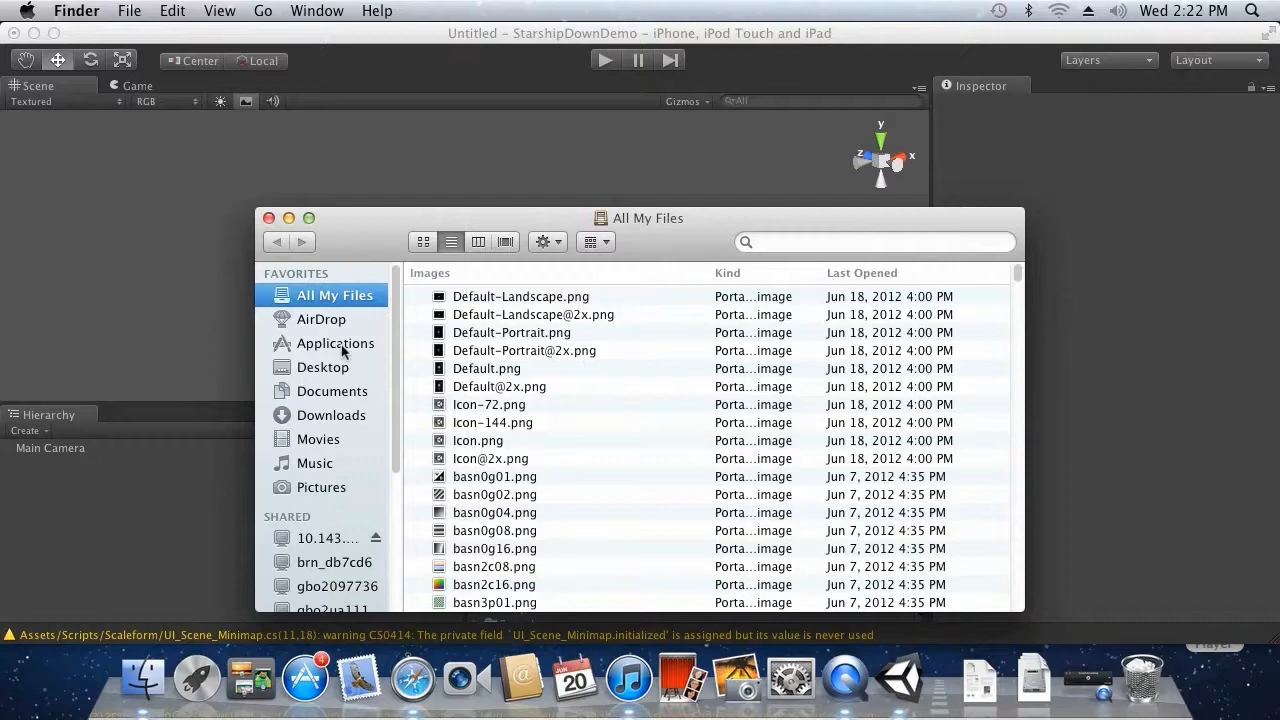 Finder File Edit View Go Window Help Wed 2:22 PM
Untitled - StarshipDownDemo - iPhone, iPod Touch and iPad
Center Local Layers Layout
Scene Game Inspector
Textured RGB Gizmos All
y
z x
All My Files
FAVORITES Images Kind Last Opened
All My Files Default-Landscape.png Porta...image Jun 18, 2012 4:00 PM
AirDrop Default-Landscape@2x.png Porta...image Jun 18, 2012 4:00 PM
Default-Portrait.png Porta...image Jun 18, 2012 4:00 PM
Applications Default-Portrait@2x.png Porta...image Jun 18, 2012 4:00 PM
Desktop Default.png Porta...image Jun 18, 2012 4:00 PM
Documents Default@2x.png Porta...image Jun 18, 2012 4:00 PM
Icon-72.png Porta...image Jun 18, 2012 4:00 PM
Hierarchy Downloads Icon-144.png Porta...image Jun 18, 2012 4:00 PM
Create Movies Icon.png Porta...image Jun 18, 2012 4:00 PM
Main Camera Music Icon@2x.png Porta...image Jun 18, 2012 4:00 PM
basn0g01.png Porta...image Jun 7, 2012 4:35 PM
Pictures basn0g02.png Porta...image Jun 7, 2012 4:35 PM
SHARED basn0g04.png Porta...image Jun 7, 2012 4:35 PM
10.143.... basn0g08.png Porta...image Jun 7, 2012 4:35 PM
basn0g16.png Porta...image Jun 7, 2012 4:35 PM
brn_db7cd6 basn2c08.png Porta...image Jun 7, 2012 4:35 PM
gbo2097736 basn2c16.png Porta...image Jun 7, 2012 4:35 PM
gbo2ua111 basn3p01.png Porta...image Jun 7, 2012 4:35 PM
Assets/Scripts/Scaleform/UI_Scene_Minimap.cs(11,18): warning CS0414: The private field `UI_Scene_Minimap.initialized' is assigned but its value is never used
Player
4
JUN
20